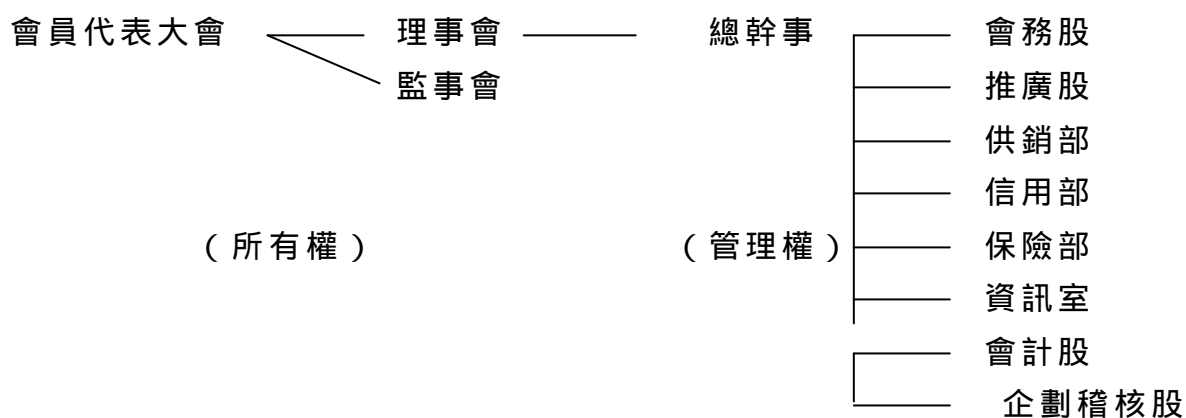 會員代表大會 理事會 總幹事 會務股
監事會 推廣股
供銷部
信用部
(所有權) (管理權) 保險部
資訊室
會計股
企劃稽核股